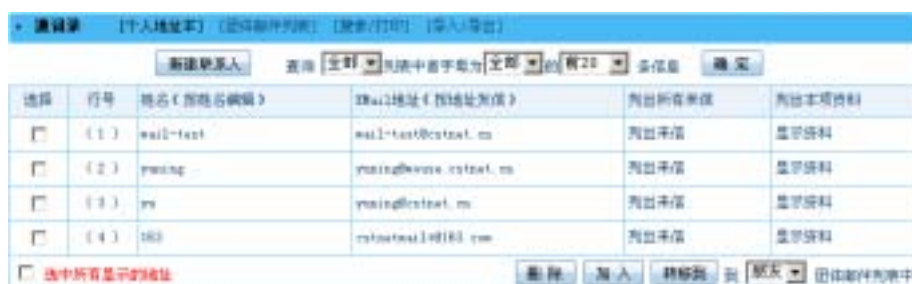 通讯录 [个人地址本] [团体邮件列表] [搜索/打印] [导入/导出]
新建联系人 查询 全部 列表中首字母为 全部 的 前20 条信息 确 定
选择 行号 姓名(按姓名编辑) EMail地址(按地址发信) 列出所有来信 列出本项资料
(1) mail-test mail-test@cstnet.cn 列出来信 显示资料
(2) 列出来信 显示资料
(3) 列出来信 显示资料
(4) 163 列出来信 显示资料
选中所有显示的地址 删 除 加 入 转移到 到 朋友 团体邮件列表中